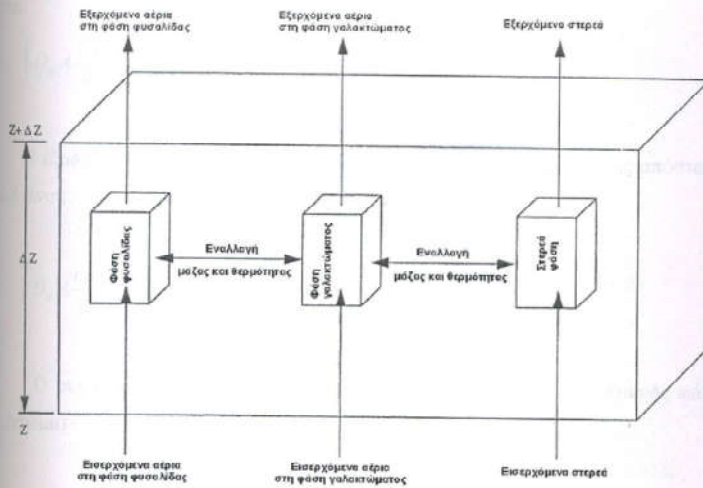 Εξερχόμενα αέρια
στη φάση φυσαλίδας
Εξερχόμενα αέρια
στη φάση γαλακτώματος
Εξερχόμενα στερεά
Z+ΔZ
ΔZ
Z
Φάση
φυσαλίδας
Εναλλαγή
μάζας και θερμότητος
Φάση
γαλακτώματος
Εναλλαγή
μάζας και θερμότητος
Στερεά
φάση
Εισερχόμενα αέρια
στη φάση φυσαλίδας
Εισερχόμενα αέρια
στη φάση γαλακτώματος
Εισερχόμενα στερεά